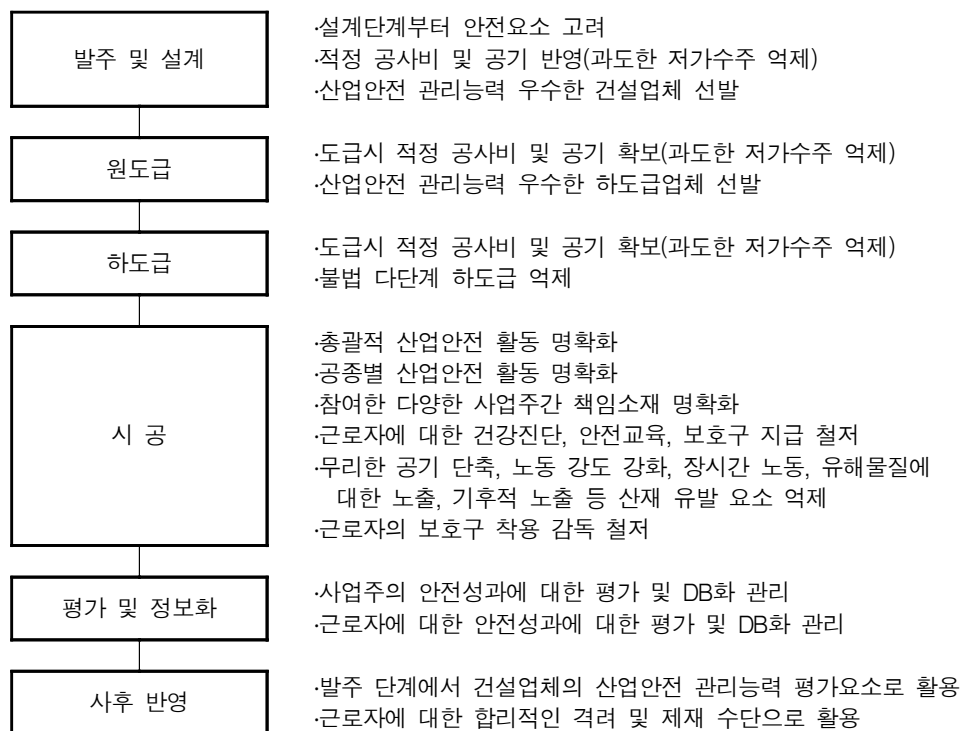 발주 및 설계
·설계단계부터 안전요소 고려
·적정 공사비 및 공기 반영(과도한 저가수주 억제)
·산업안전 관리능력 우수한 건설업체 선발
원도급
·도급시 적정 공사비 및 공기 확보(과도한 저가수주 억제)
·산업안전 관리능력 우수한 하도급업체 선발
하도급
·도급시 적정 공사비 및 공기 확보(과도한 저가수주 억제)
·불법 다단계 하도급 억제
시 공
·총괄적 산업안전 활동 명확화
·공종별 산업안전 활동 명확화
·참여한 다양한 사업주간 책임소재 명확화
·근로자에 대한 건강진단, 안전교육, 보호구 지급 철저
·무리한 공기 단축, 노동 강도 강화, 장시간 노동, 유해물질에
대한 노출, 기후적 노출 등 산재 유발 요소 억제
·근로자의 보호구 착용 감독 철저
평가 및 정보화
·사업주의 안전성과에 대한 평가 및 DB화 관리
·근로자에 대한 안전성과에 대한 평가 및 DB화 관리
사후 반영
·발주 단계에서 건설업체의 산업안전 관리능력 평가요소로 활용
·근로자에 대한 합리적인 격려 및 제재 수단으로 활용